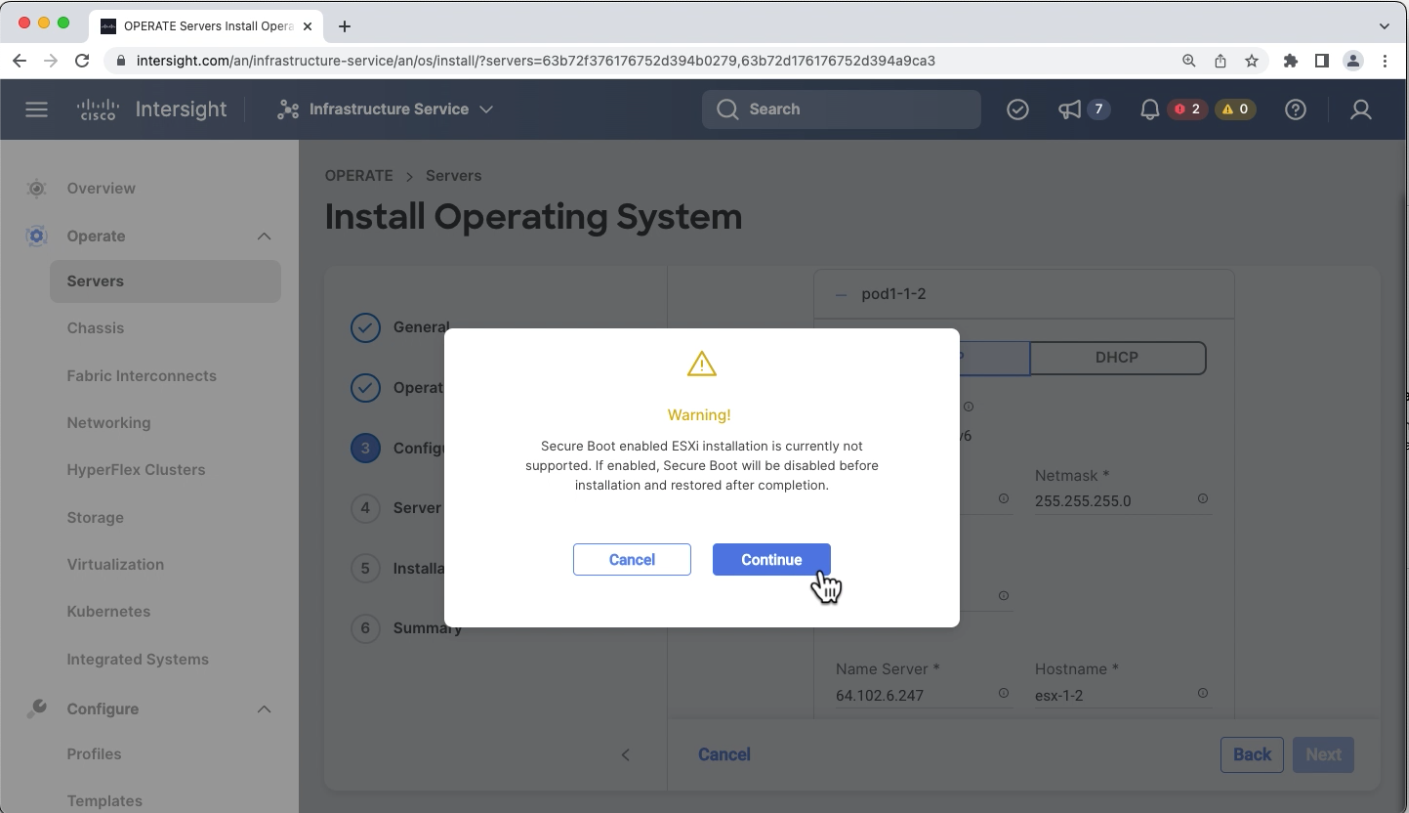 OPERATE Servers Install Opera
intersight.com/an/infrastructure-service/an/os/install/?servers=63b72f376176752d394b0279,63b72d176176752d394a9ca3
CISCO Intersight
Infrastructure Service
Search
7
2
0
Overview
Operate
Servers
Chassis
Fabric Interconnects
Networking
HyperFlex Clusters
Storage
Virtualization
Kubernetes
Integrated Systems
Configure
Profiles
Templates
OPERATE > Servers
Install Operating System
General
Operat
3 Config
4 Server
5 Installa
6 Summary
pod1-1-2
DHCP
v6
Netmask *
255.255.255.0
Name Server *
64.102.6.247
Hostname *
esx-1-2
Warning!
Secure Boot enabled ESXi installation is currently not
supported. If enabled, Secure Boot will be disabled before
installation and restored after completion.
Cancel
Continue
Cancel
Back
Next